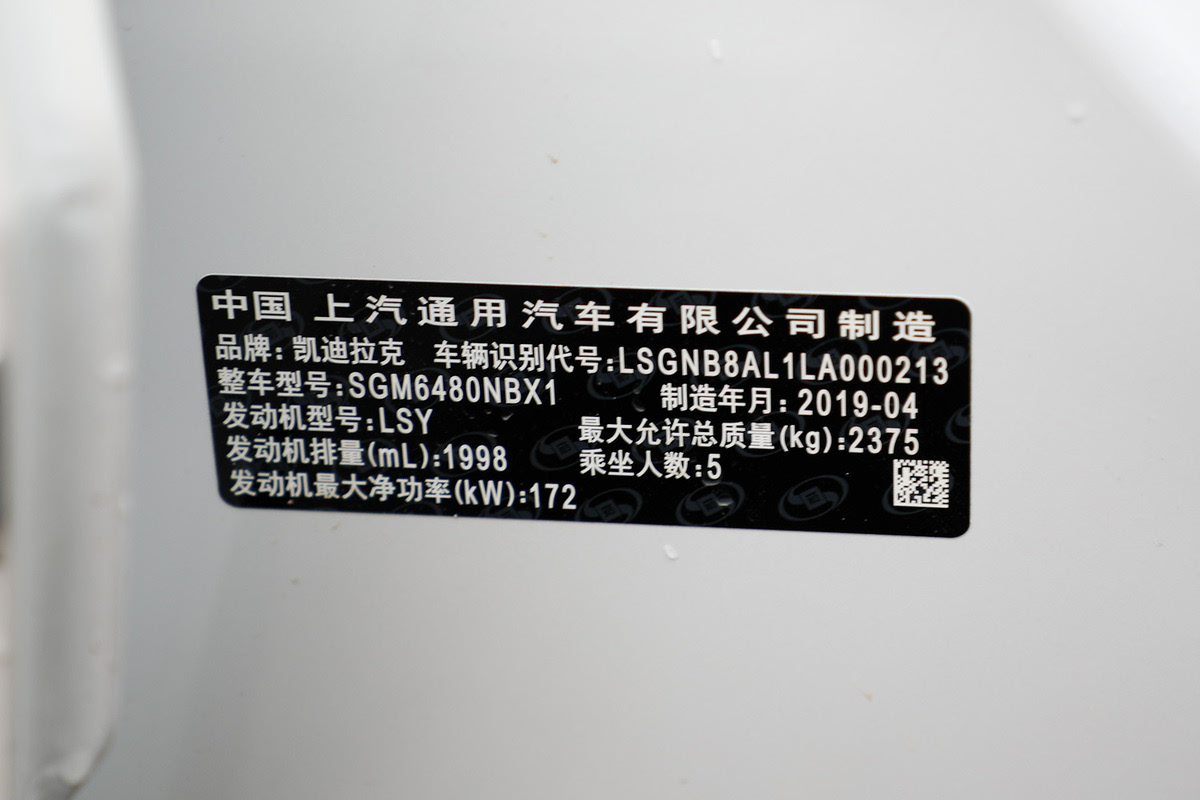 中国 上汽通用汽车有限公司制造
品牌: 凯迪拉克 车辆识别代号:LSGNB8AL1LA000213
整车型号:SGM6480NBX1 制造年月: 2019-04
发动机型号:LSY 最大允许总质量(kg):2375
发动机排量(mL):1998 乘坐人数:5
发动机最大净功率(kW):172